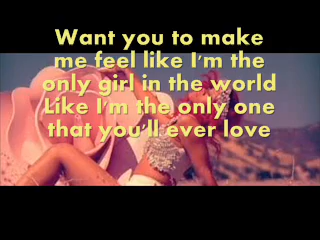 Want you to make
me feel like I'm the
only girl in the world
Like I'm the only one
that you'll ever love